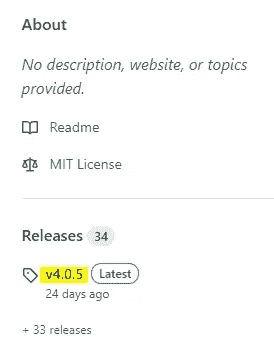 About
No description, website, or topics
provided.
Readme
MIT License
Releases 34
v4.0.5 Latest
24 days ago
+ 33 releases